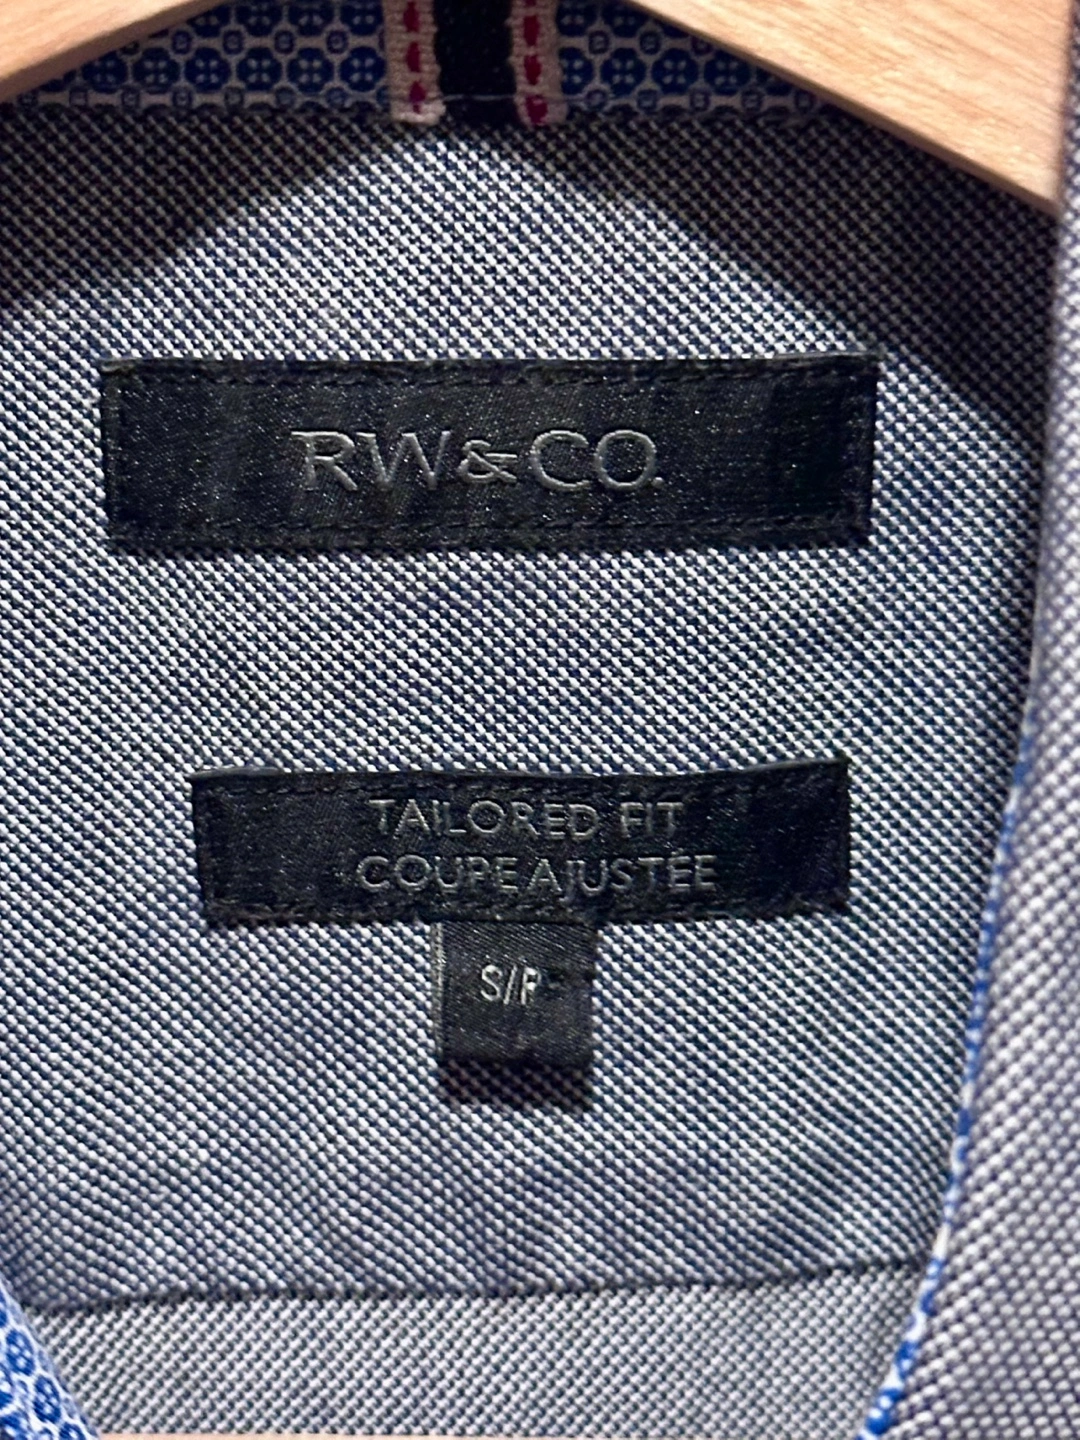 RW&CO.
TAILORED FIT
COUPE AJUSTÉE
S/P